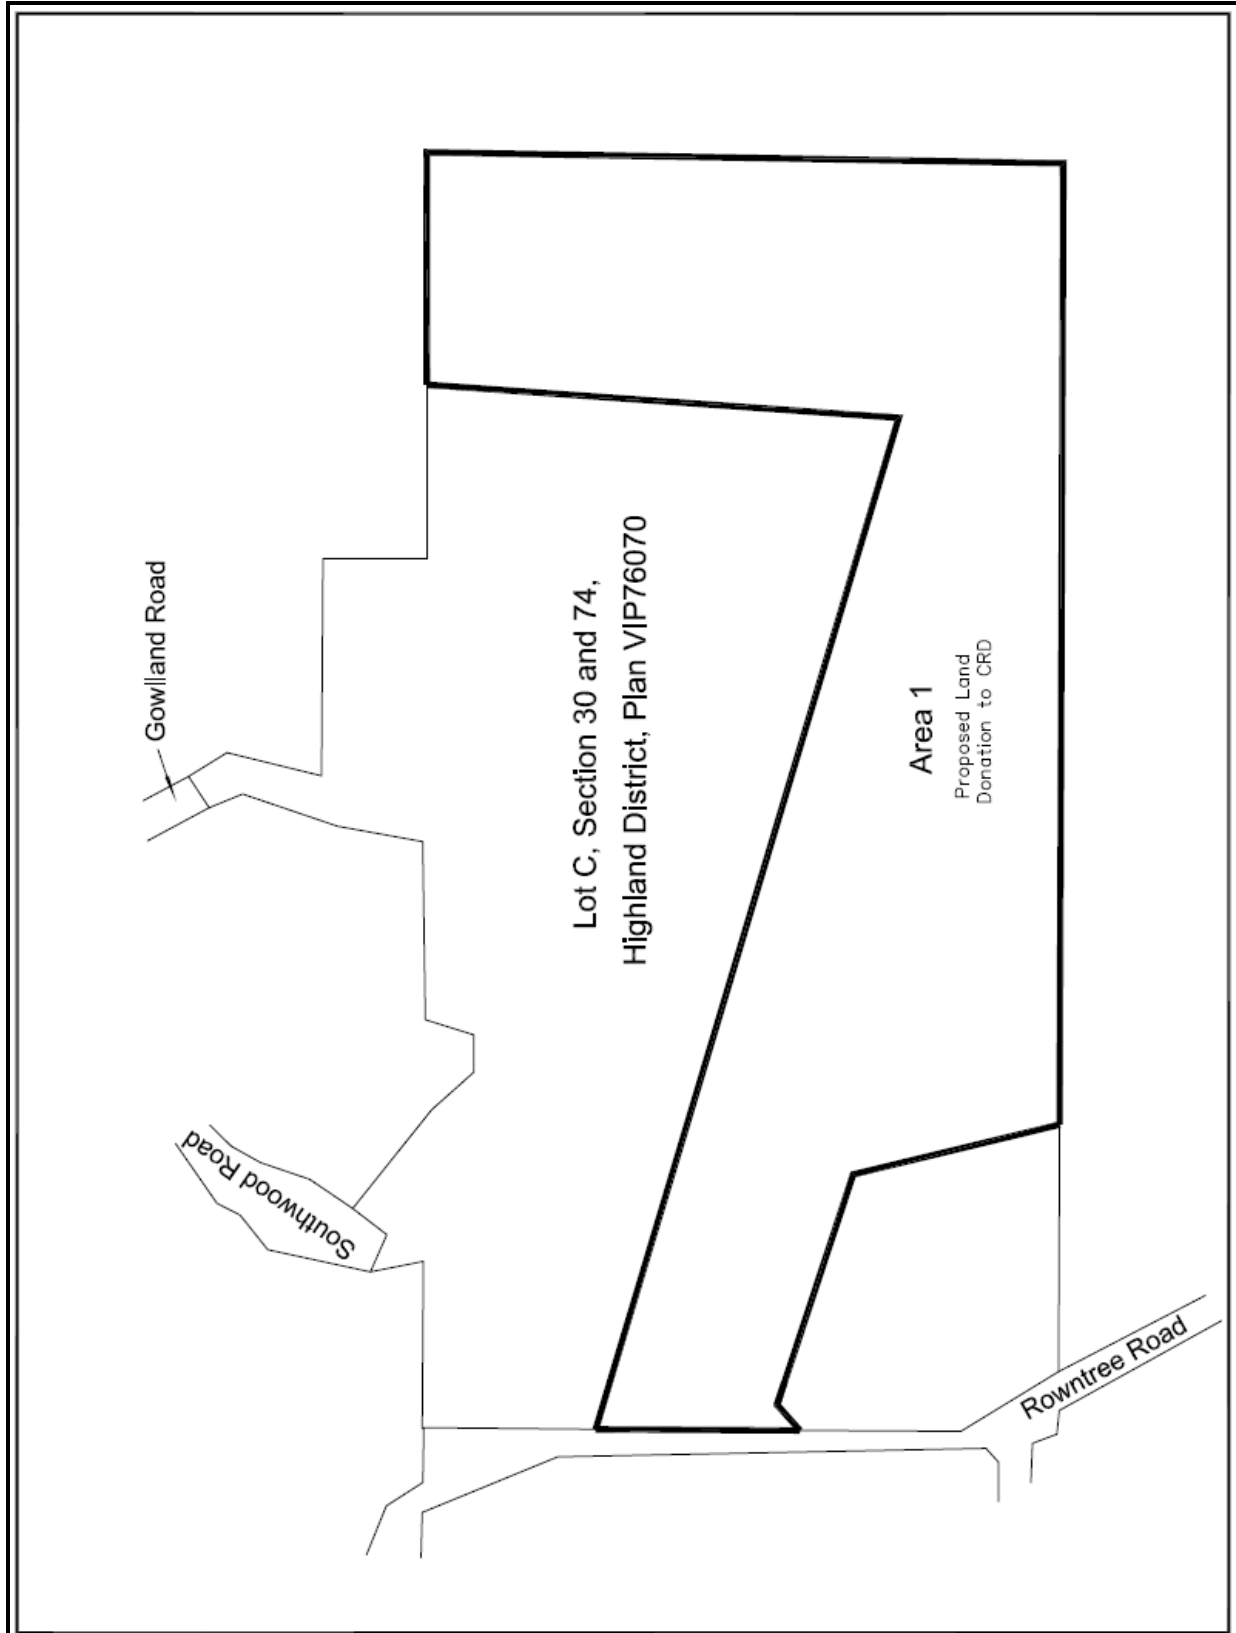 Gowlland Road
Lot C, Section 30 and 74,
Highland District, Plan VIP76070
Area 1
Proposed Land
Donation to CRD
Southwood Road
Rowntree Road